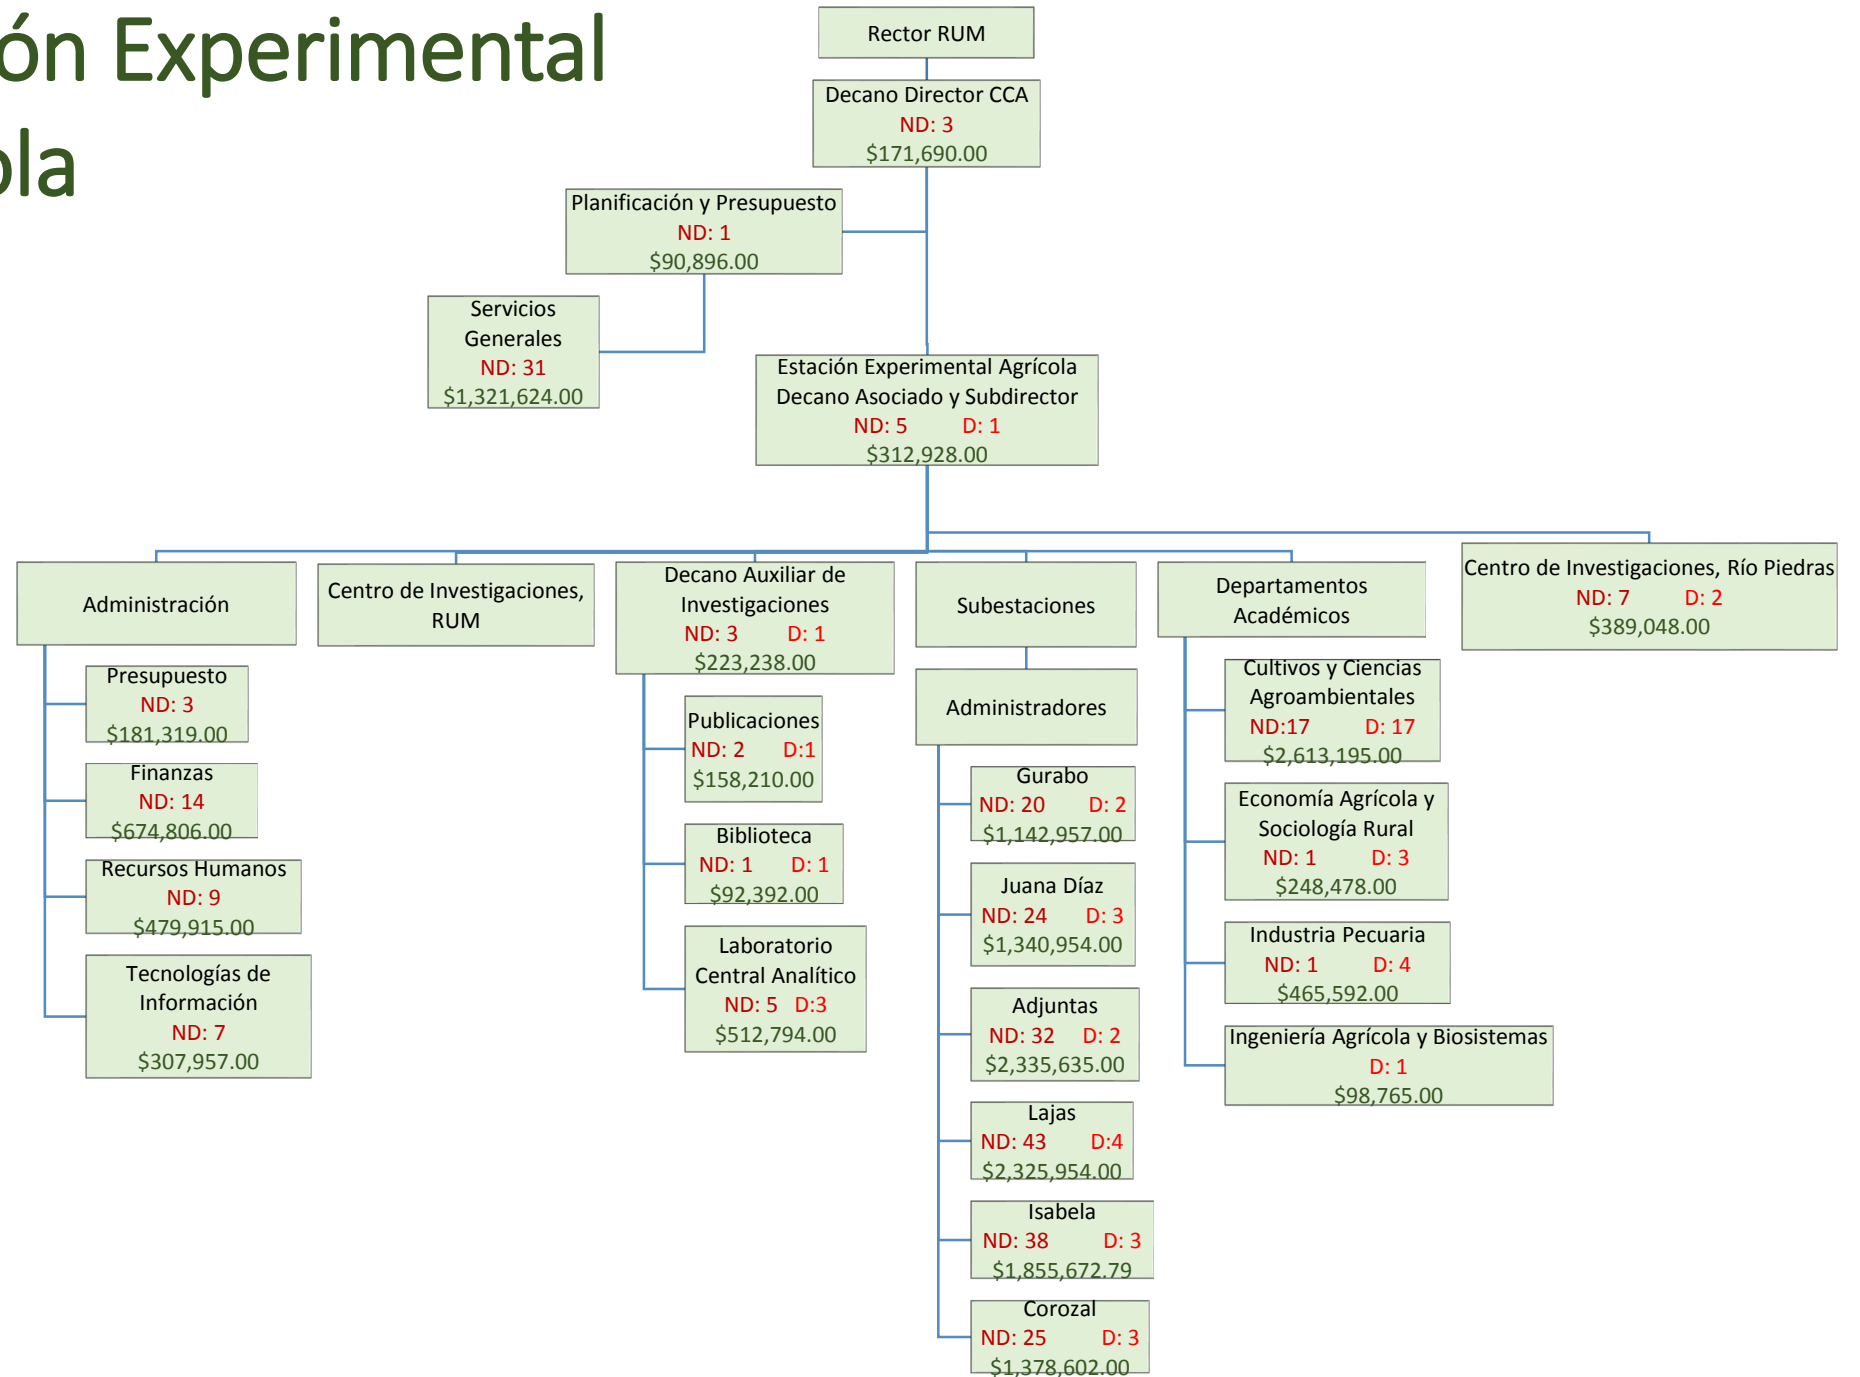 ón Experimental
ola
Rector RUM
Decano Director CCA
ND: 3
$171,690.00
Planificación y Presupuesto
ND: 1
$90,896.00
Servicios
Generales
ND: 31
$1,321,624.00
Estación Experimental Agrícola
Decano Asociado y Subdirector
ND: 5 D: 1
$312,928.00
Administración
Presupuesto
ND: 3
$181,319.00
Finanzas
ND: 14
$674,806.00
Recursos Humanos
ND: 9
$479,915.00
Tecnologías de
Información
ND: 7
$307,957.00
Centro de Investigaciones,
RUM
Decano Auxiliar de
Investigaciones
ND: 3 D: 1
$223,238.00
Publicaciones
ND: 2 D:1
$158,210.00
Biblioteca
ND: 1 D: 1
$92,392.00
Laboratorio
Central Analítico
ND: 5 D:3
$512,794.00
Subestaciones
Administradores
Gurabo
ND: 20 D: 2
$1,142,957.00
Juana Díaz
ND: 24 D: 3
$1,340,954.00
Adjuntas
ND: 32 D: 2
$2,335,635.00
Lajas
ND: 43 D:4
$2,325,954.00
Isabela
ND: 38 D: 3
$1,855,672.79
Corozal
ND: 25 D: 3
$1,378,602.00
Departamentos
Académicos
Cultivos y Ciencias
Agroambientales
ND:17 D: 17
$2,613,195.00
Economía Agrícola y
Sociología Rural
ND: 1 D: 3
$248,478.00
Industria Pecuaria
ND: 1 D: 4
$465,592.00
Ingeniería Agrícola y Biosistemas
D: 1
$98,765.00
Centro de Investigaciones, Río Piedras
ND: 7 D: 2
$389,048.00